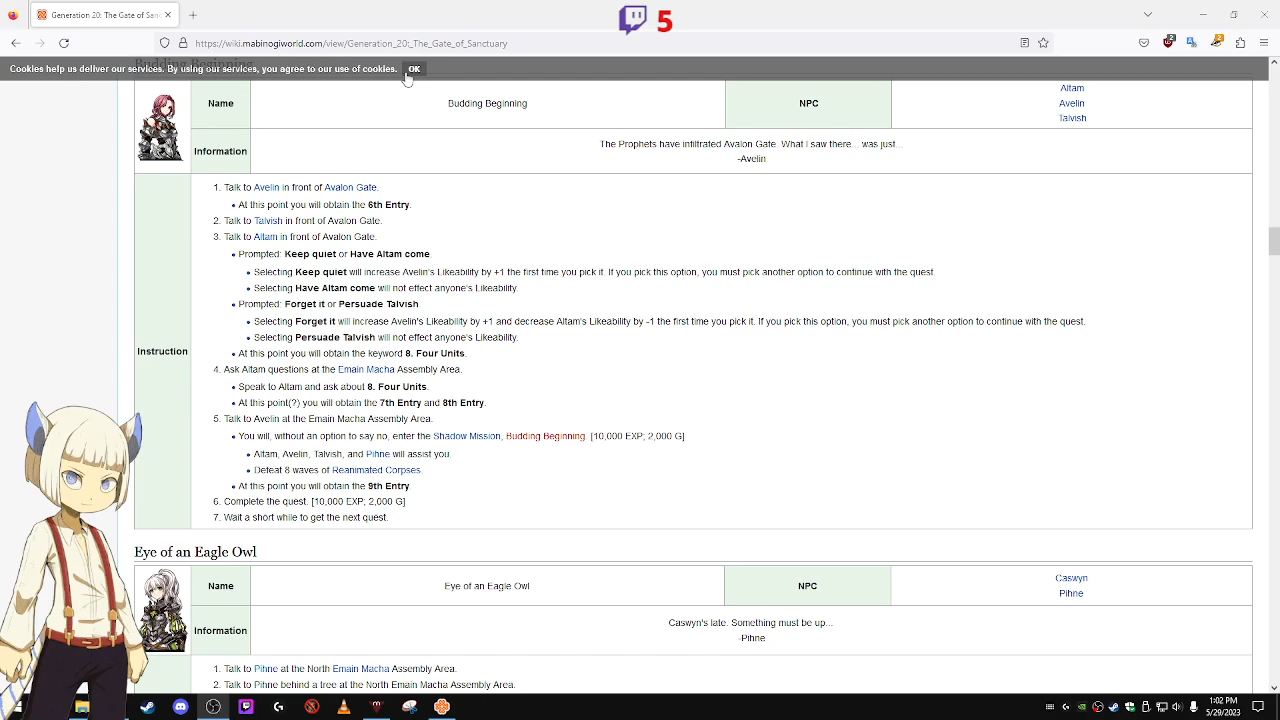 Generation 20: The Gate of Sanc
5
https://wiki.mabinogiworld.com/view/Generation_20:_The_Gate_of_Sanctuary
Budding Beginning
Cookies help us deliver our services. By using our services, you agree to our use of cookies. OK
Name
Budding Beginning
NPC
Altam
Avelin
Talvish
Information
The Prophets have infiltrated Avalon Gate. What I saw there... was just...
-Avelin
Instruction
1. Talk to Avelin in front of Avalon Gate.
At this point you will obtain the 6th Entry.
2. Talk to Talvish in front of Avalon Gate.
3. Talk to Altam in front of Avalon Gate.
Prompted: Keep quiet or Have Altam come.
Selecting Keep quiet will increase Avelin's Likeability by +1 the first time you pick it. If you pick this option, you must pick another option to continue with the quest.
Selecting Have Altam come will not effect anyone's Likeability.
Prompted: Forget it or Persuade Talvish.
Selecting Forget it will increase Avelin's Likeability by +1 and decrease Altam's Likeability by -1 the first time you pick it. If you pick this option, you must pick another option to continue with the quest.
Selecting Persuade Talvish will not effect anyone's Likeability.
At this point you will obtain the keyword 8. Four Units.
4. Ask Altam questions at the Emain Macha Assembly Area.
Speak to Altam and ask about 8. Four Units.
At this point(?) you will obtain the 7th Entry and 8th Entry.
5. Talk to Avelin at the Emain Macha Assembly Area.
You will, without an option to say no, enter the Shadow Mission, Budding Beginning. [10,000 EXP; 2,000 G]
Altam, Avelin, Talvish, and Pihne will assist you.
Defeat 8 waves of Reanimated Corpses.
At this point you will obtain the 9th Entry.
6. Complete the quest. [10,000 EXP; 2,000 G]
7. Wait a short while to get the next quest.
Eye of an Eagle Owl
Name
Eye of an Eagle Owl
NPC
Caswyn
Pihne
Information
Caswyn's late. Something must be up...
-Pihne
1. Talk to Pihne at the North Emain Macha Assembly Area.
2. Talk to Pihne behind a tree at the North Emain Macha Assembly Area.
1:02 PM
5/29/2023